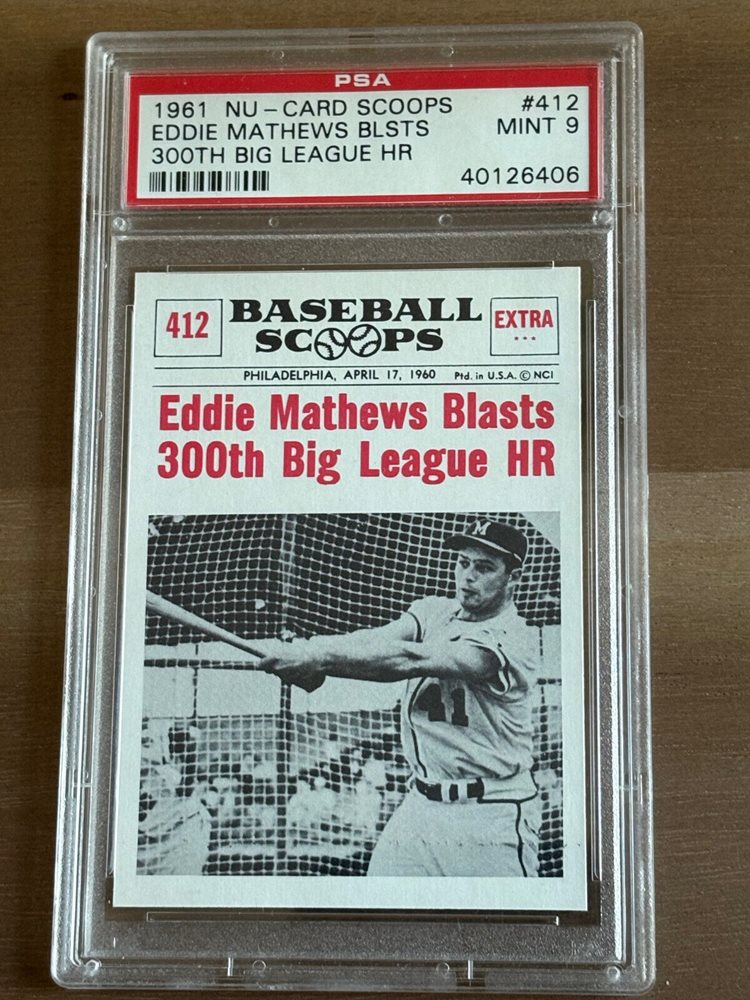 PSA
1961 NU-CARD SCOOPS #412
EDDIE MATHEWS BLSTS MINT 9
300TH BIG LEAGUE HR
40126406
412 BASEBALL SCOOPS EXTRA
PHILADELPHIA, APRIL 17, 1960 Ptd. in U.S.A. © NCI
Eddie Mathews Blasts
300th Big League HR
M
41